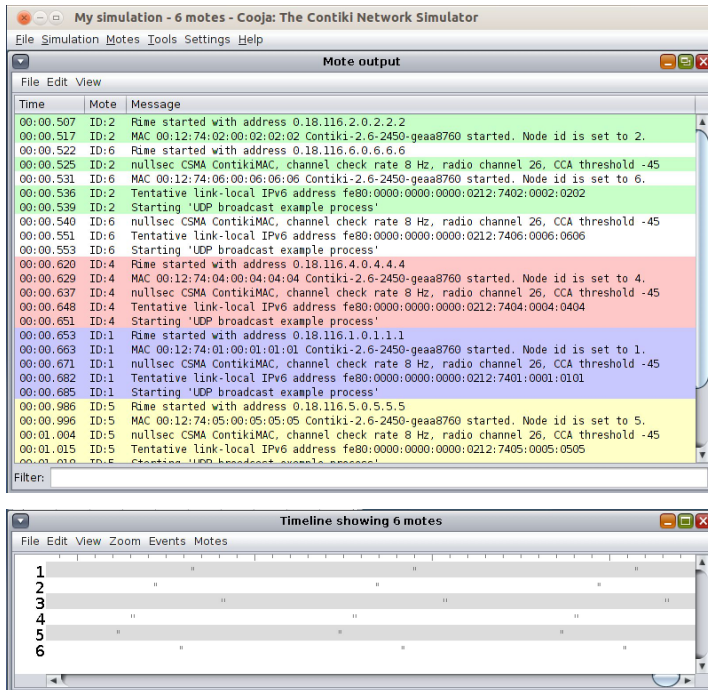 My simulation - 6 motes - Cooja: The Contiki Network Simulator
File Simulation Motes Tools Settings Help
Mote output
File Edit View
Time Mote Message
00:00.507 ID:2 Rime started with address 0.18.116.2.0.2.2.2
00:00.517 ID:2 MAC 00:12:74:02:00:02:02:02 Contiki-2.6-2450-geaa8760 started. Node id is set to 2.
00:00.522 ID:6 Rime started with address 0.18.116.6.0.6.6.6
00:00.525 ID:2 nullsec CSMA ContikiMAC, channel check rate 8 Hz, radio channel 26, CCA threshold -45
00:00.531 ID:6 MAC 00:12:74:06:00:06:06:06 Contiki-2.6-2450-geaa8760 started. Node id is set to 6.
00:00.536 ID:2 Tentative link-local IPv6 address fe80:0000:0000:0000:0212:7402:0002:0202
00:00.539 ID:2 Starting 'UDP broadcast example process'
00:00.540 ID:6 nullsec CSMA ContikiMAC, channel check rate 8 Hz, radio channel 26, CCA threshold -45
00:00.551 ID:6 Tentative link-local IPv6 address fe80:0000:0000:0000:0212:7406:0006:0606
00:00.553 ID:6 Starting 'UDP broadcast example process'
00:00.620 ID:4 Rime started with address 0.18.116.4.0.4.4.4
00:00.629 ID:4 MAC 00:12:74:04:00:04:04:04 Contiki-2.6-2450-geaa8760 started. Node id is set to 4.
00:00.637 ID:4 nullsec CSMA ContikiMAC, channel check rate 8 Hz, radio channel 26, CCA threshold -45
00:00.648 ID:4 Tentative link-local IPv6 address fe80:0000:0000:0000:0212:7404:0004:0404
00:00.651 ID:4 Starting 'UDP broadcast example process'
00:00.653 ID:1 Rime started with address 0.18.116.1.0.1.1.1
00:00.663 ID:1 MAC 00:12:74:01:00:01:01:01 Contiki-2.6-2450-geaa8760 started. Node id is set to 1.
00:00.671 ID:1 nullsec CSMA ContikiMAC, channel check rate 8 Hz, radio channel 26, CCA threshold -45
00:00.682 ID:1 Tentative link-local IPv6 address fe80:0000:0000:0000:0212:7401:0001:0101
00:00.685 ID:1 Starting 'UDP broadcast example process'
00:00.986 ID:5 Rime started with address 0.18.116.5.0.5.5.5
00:00.996 ID:5 MAC 00:12:74:05:00:05:05:05 Contiki-2.6-2450-geaa8760 started. Node id is set to 5.
00:01.004 ID:5 nullsec CSMA ContikiMAC, channel check rate 8 Hz, radio channel 26, CCA threshold -45
00:01.015 ID:5 Tentative link-local IPv6 address fe80:0000:0000:0000:0212:7405:0005:0505
ID:5 Starting 'UDP broadcast example process'
Filter:
Timeline showing 6 motes
File Edit View Zoom Events Motes
1
2
3
4
5
6